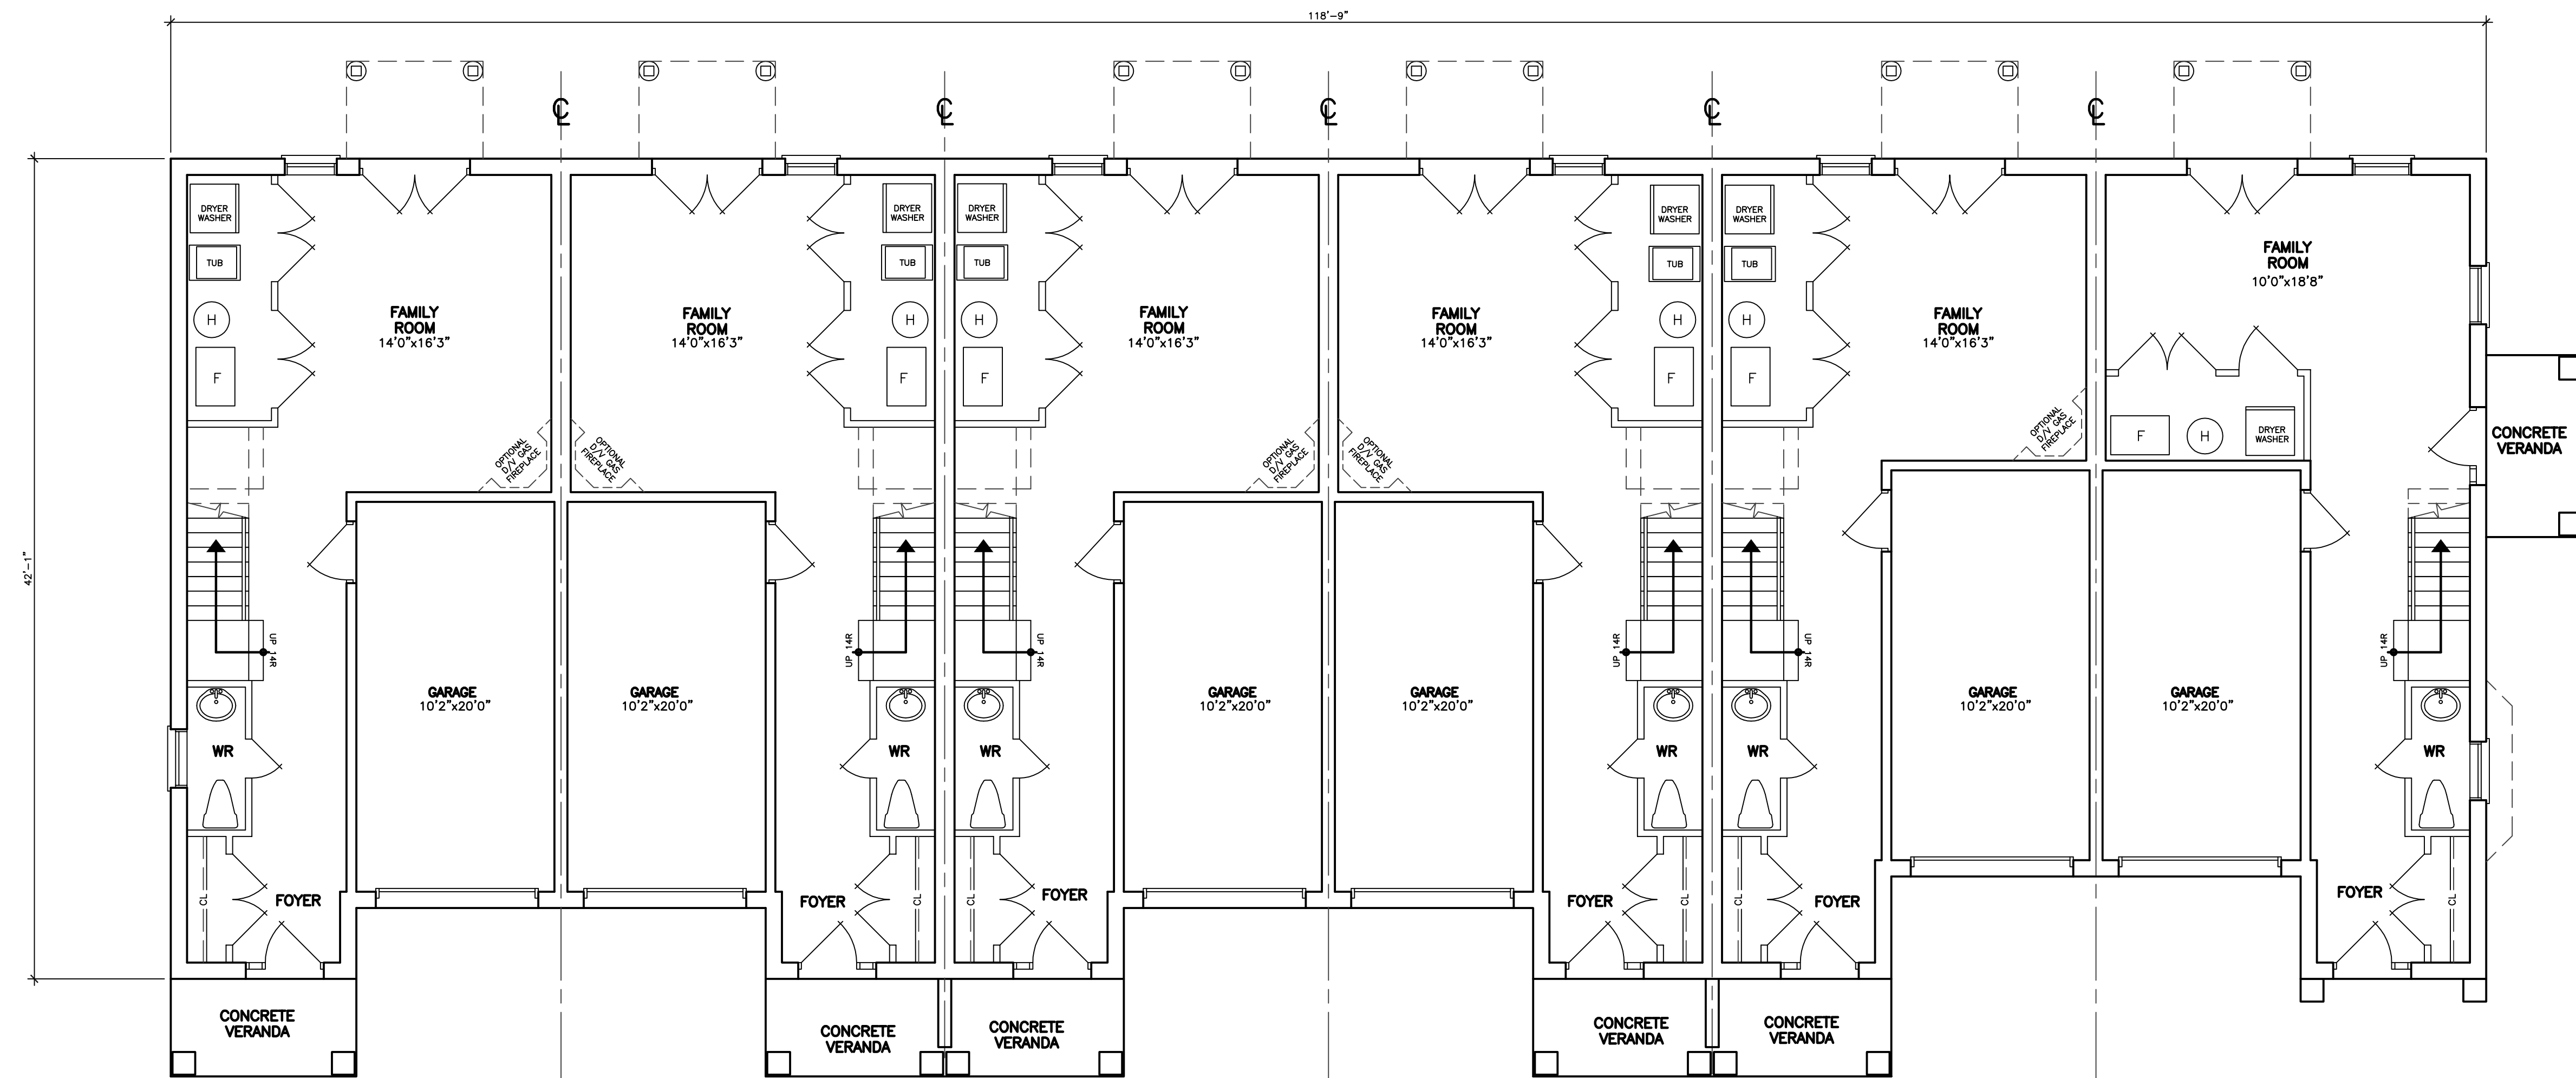 118'-9"
℄
℄
℄
℄
℄
42'-1"
DRYER
WASHER
TUB
H
F
FAMILY
ROOM
14'0"x16'3"
OPTIONAL
D/V GAS
FIREPLACE
UP 14R
WR
CL
FOYER
GARAGE
10'2"x20'0"
CONCRETE
VERANDA
FAMILY
ROOM
14'0"x16'3"
DRYER
WASHER
TUB
H
F
OPTIONAL
D/V GAS
FIREPLACE
UP 14R
GARAGE
10'2"x20'0"
WR
FOYER
CL
CONCRETE
VERANDA
DRYER
WASHER
TUB
H
F
FAMILY
ROOM
14'0"x16'3"
OPTIONAL
D/V GAS
FIREPLACE
UP 14R
WR
CL
FOYER
GARAGE
10'2"x20'0"
CONCRETE
VERANDA
FAMILY
ROOM
14'0"x16'3"
DRYER
WASHER
TUB
H
F
OPTIONAL
D/V GAS
FIREPLACE
UP 14R
GARAGE
10'2"x20'0"
WR
FOYER
CL
CONCRETE
VERANDA
DRYER
WASHER
TUB
H
F
FAMILY
ROOM
14'0"x16'3"
OPTIONAL
D/V GAS
FIREPLACE
UP 14R
WR
CL
FOYER
GARAGE
10'2"x20'0"
CONCRETE
VERANDA
FAMILY
ROOM
10'0"x18'8"
F
H
DRYER
WASHER
CONCRETE
VERANDA
UP 14R
GARAGE
10'2"x20'0"
WR
FOYER
CL